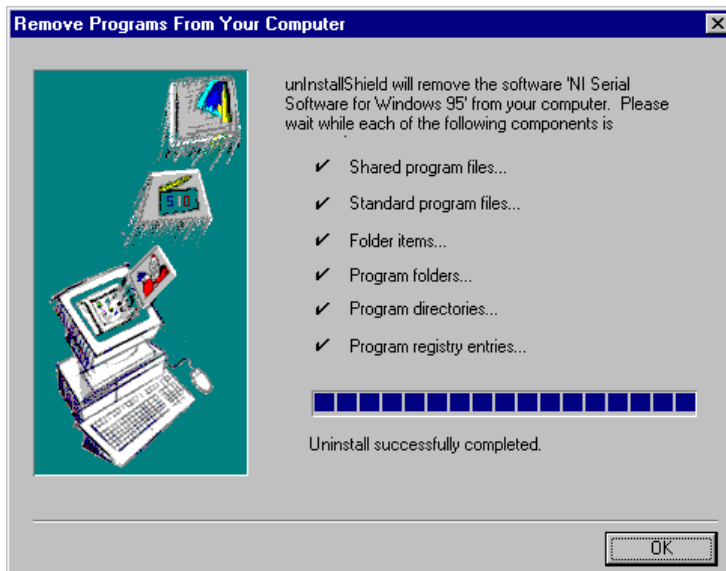 Remove Programs From Your Computer
unInstallShield will remove the software 'NI Serial
Software for Windows 95' from your computer. Please
wait while each of the following components is
✔ Shared program files...
✔ Standard program files...
✔ Folder items...
✔ Program folders...
✔ Program directories...
✔ Program registry entries...
Uninstall successfully completed.
OK